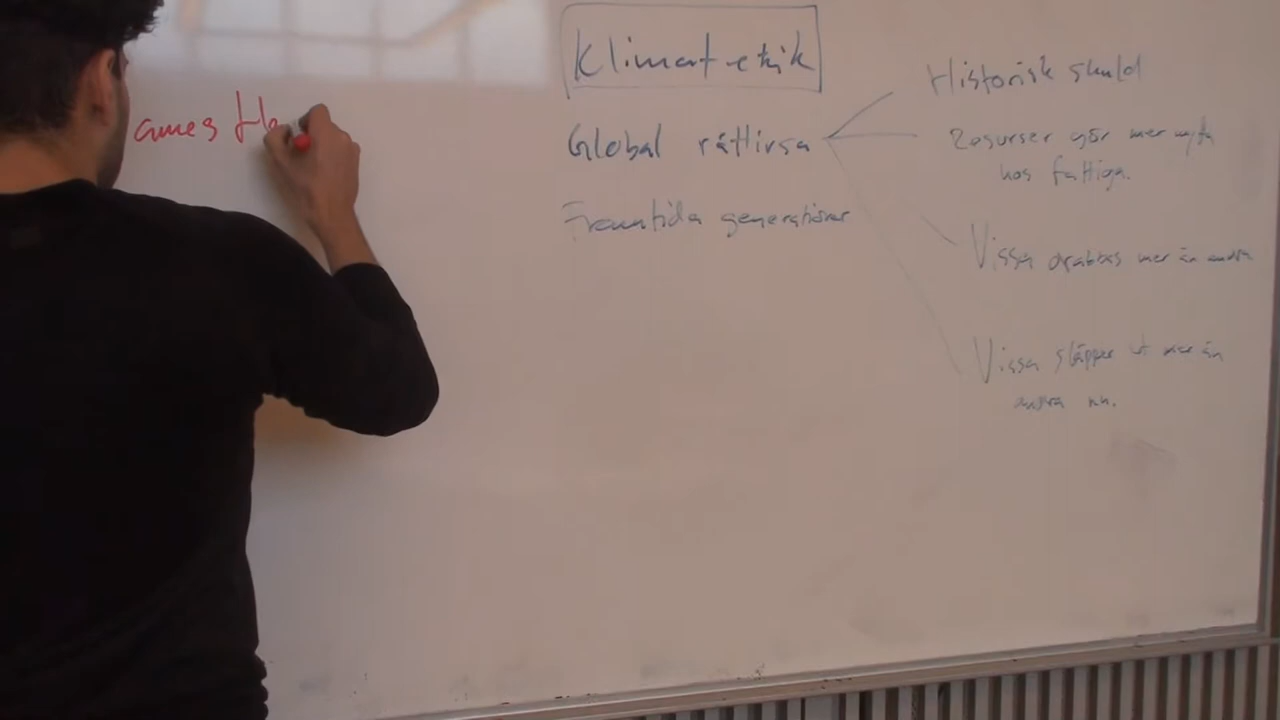 ames Ha
Klimatetik
Global rättvisa
Framtida generationer
Historisk skuld
Resurser gör mer nytta
hos fattiga.
Vissa drabbas mer än andra
Vissa släpper ut mer än
andra nu.